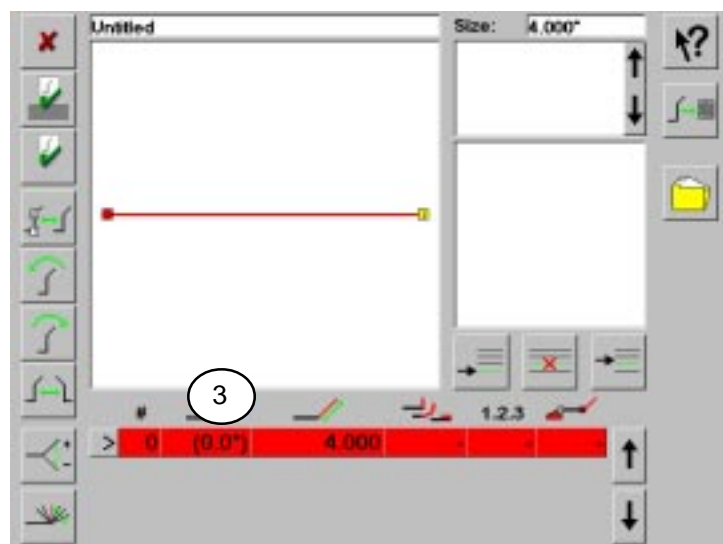 Untitled
Size: 4.000"
3
# 1.2.3
> 0 (0.0°) 4.000 - - -